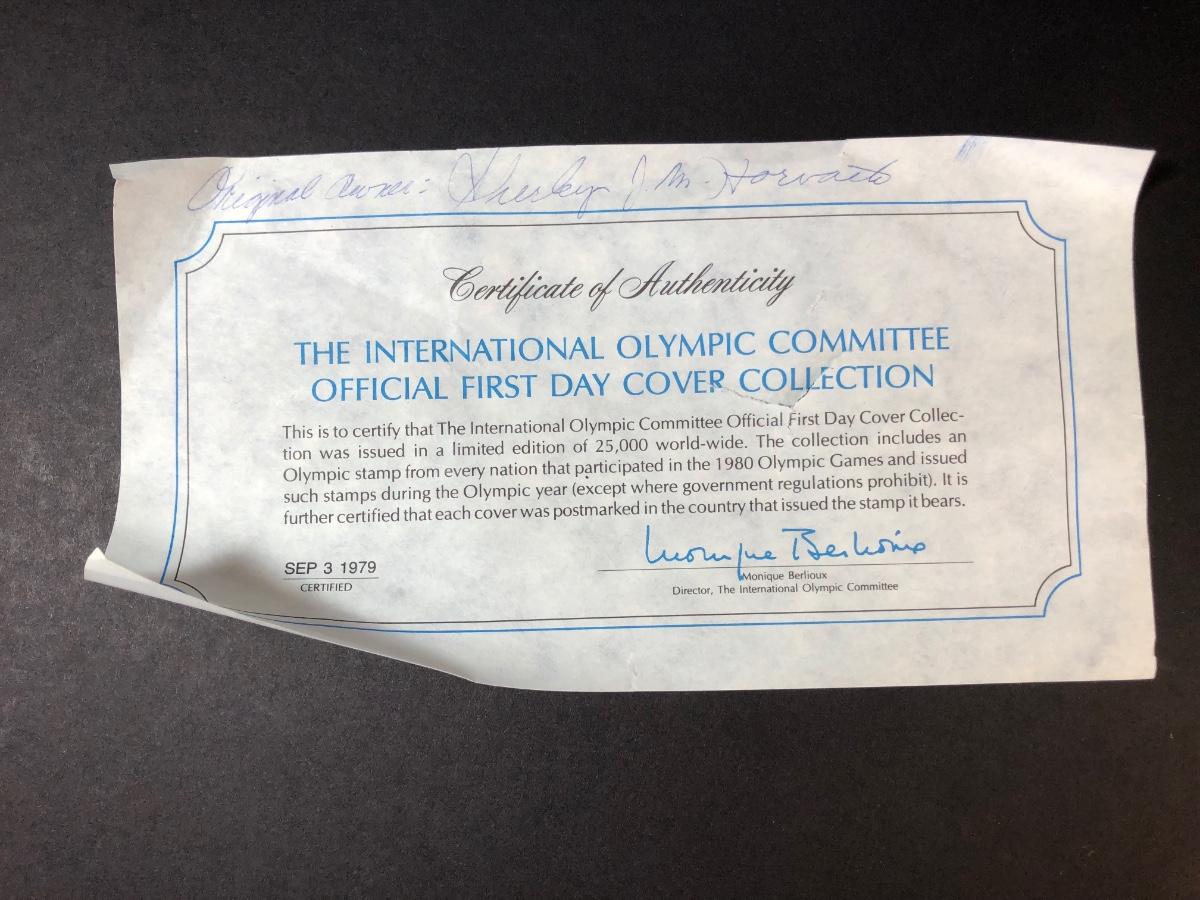 Original Owner: Shirley J. M. Horvath
Certificate of Authenticity
THE INTERNATIONAL OLYMPIC COMMITTEE
OFFICIAL FIRST DAY COVER COLLECTION
This is to certify that The International Olympic Committee Official First Day Cover Collec-
tion was issued in a limited edition of 25,000 world-wide. The collection includes an
Olympic stamp from every nation that participated in the 1980 Olympic Games and issued
such stamps during the Olympic year (except where government regulations prohibit). It is
further certified that each cover was postmarked in the country that issued the stamp it bears.
Monique Berlioux
SEP 3 1979
CERTIFIED
Monique Berlioux
Director, The International Olympic Committee